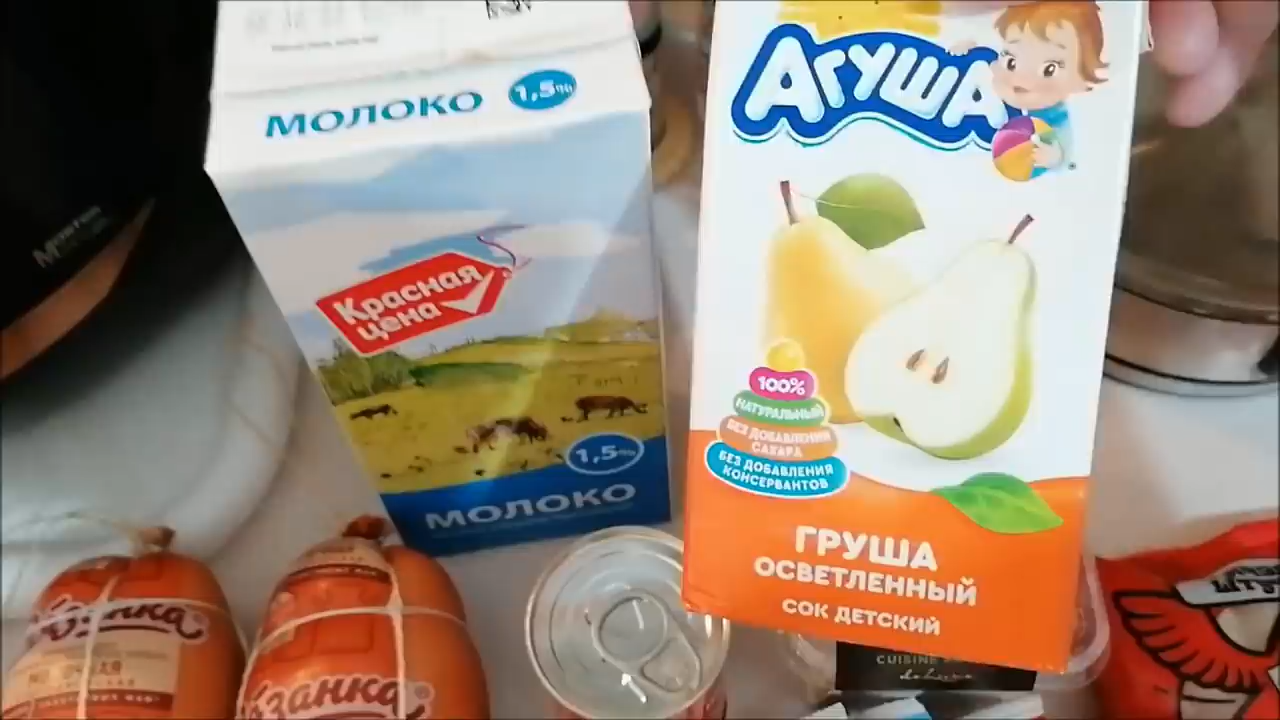 МОЛОКО 1,5%
Красная
цена
1,5%
МОЛОКО
АГУША
100%
НАТУРАЛЬНЫЙ
БЕЗ ДОБАВЛЕНИЯ
САХАРА
БЕЗ ДОБАВЛЕНИЯ
КОНСЕРВАНТОВ
ГРУША
ОСВЕТЛЕННЫЙ
СОК ДЕТСКИЙ
CUISINE